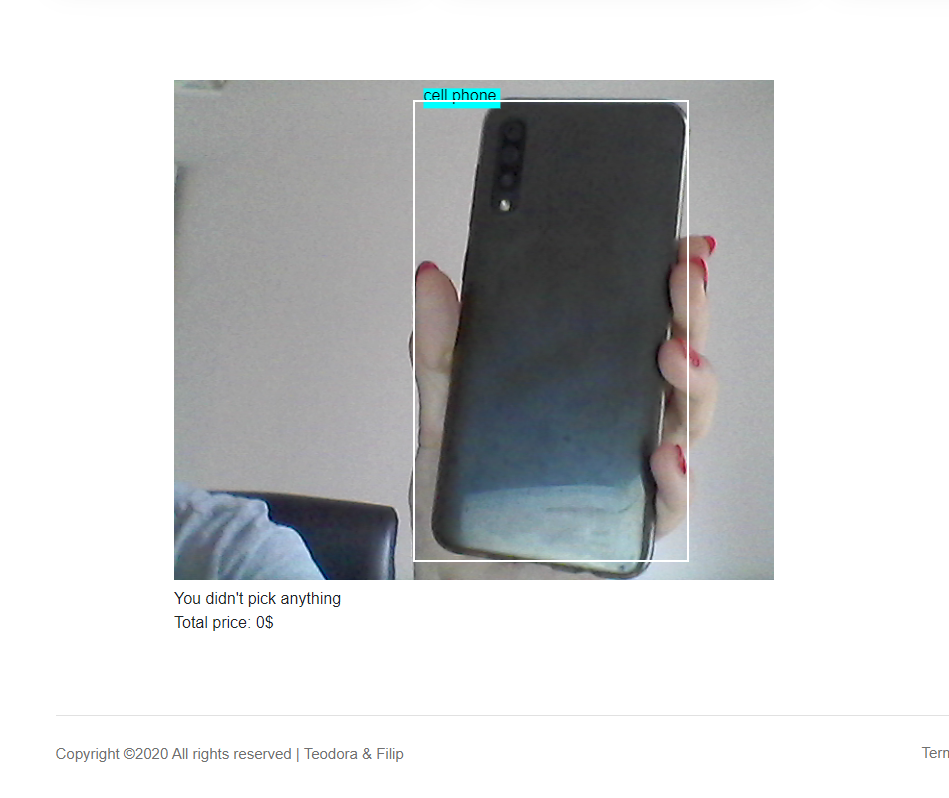 cell phone
You didn't pick anything
Total price: 0$
Copyright ©2020 All rights reserved | Teodora & Filip